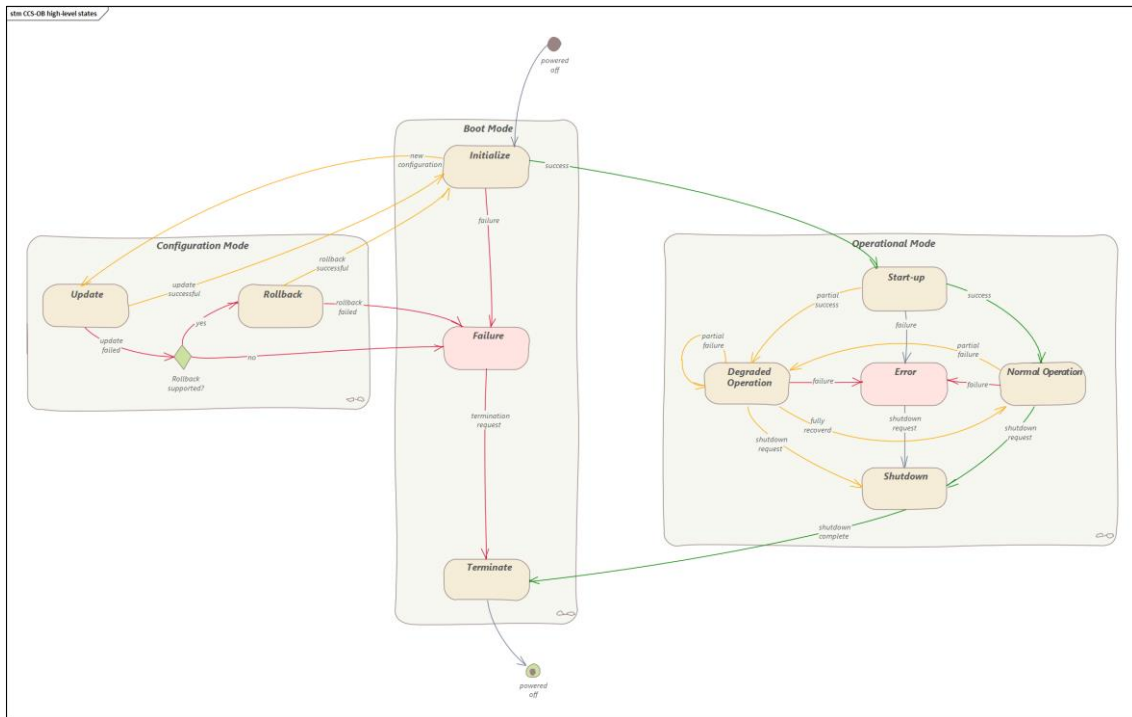 stm CCS-OB high-level states
powered
off
Boot Mode
Initialize
new
configuration
success
failure
Configuration Mode
rollback
successful
update
successful
Update
Rollback
rollback
failed
yes
update
failed
no
Rollback
supported?
Failure
termination
request
Terminate
powered
off
Operational Mode
Start-up
partial
success
success
failure
partial
failure
partial
failure
Degraded
Operation
failure
Error
failure
Normal Operation
shutdown
request
fully
recoverd
shutdown
request
shutdown
request
Shutdown
shutdown
complete